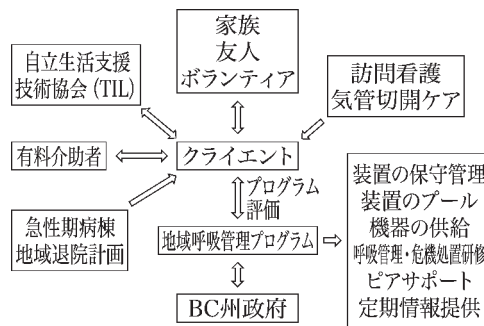 家族
友人
ボランティア
自立生活支援
技術協会(TIL)
訪問看護
気管切開ケア
有料介助者
クライエント
急性期病棟
地域退院計画
プログラム
評価
地域呼吸管理プログラム
装置の保守管理
装置のプール
機器の供給
呼吸管理・危機処置研修
ピアサポート
定期情報提供
BC州政府